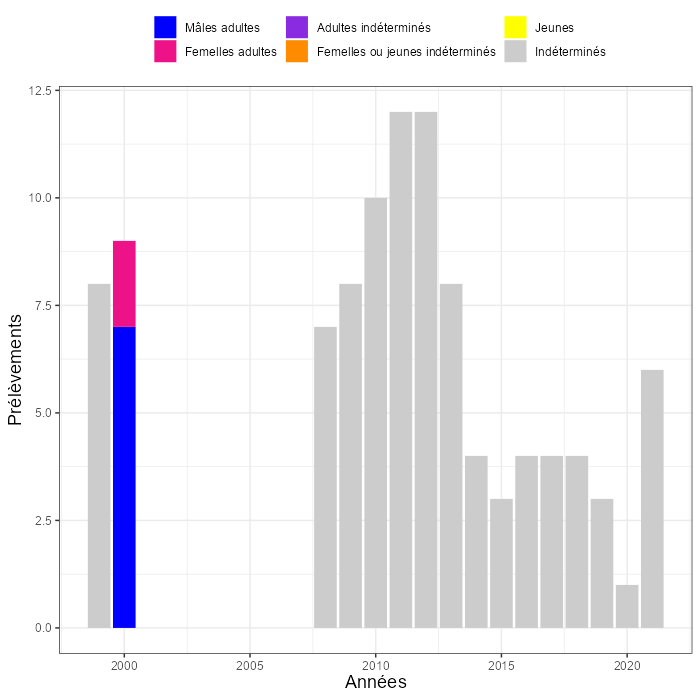 Mâles adultes
Adultes indéterminés
Jeunes
Femelles adultes
Femelles ou jeunes indéterminés
Indéterminés
12.5
10.0
7.5
5.0
2.5
0.0
Prélèvements
2000
2005
2010
2015
2020
Années